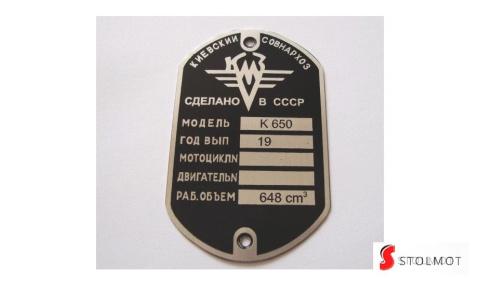 КИЕВСКИЙ СОВНАРХОЗ
КМЗ
СДЕЛАНО В СССР
МОДЕЛЬ K 650
ГОД ВЫП 19
МОТОЦИКЛN
ДВИГАТЕЛЬN
РАБ. ОБЪЕМ 648 cm³
STOLMOT